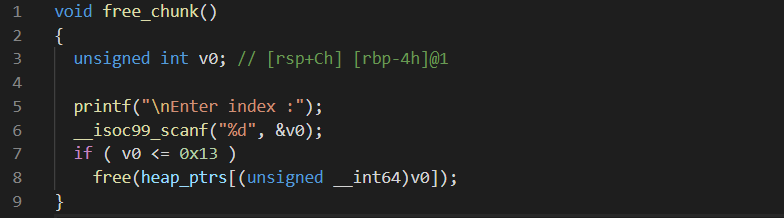 1 void free_chunk()
2 {
3 unsigned int v0; // [rsp+Ch] [rbp-4h]@1
4
5 printf("\nEnter index :");
6 __isoc99_scanf("%d", &v0);
7 if ( v0 <= 0x13 )
8 free(heap_ptrs[(unsigned __int64)v0]);
9 }